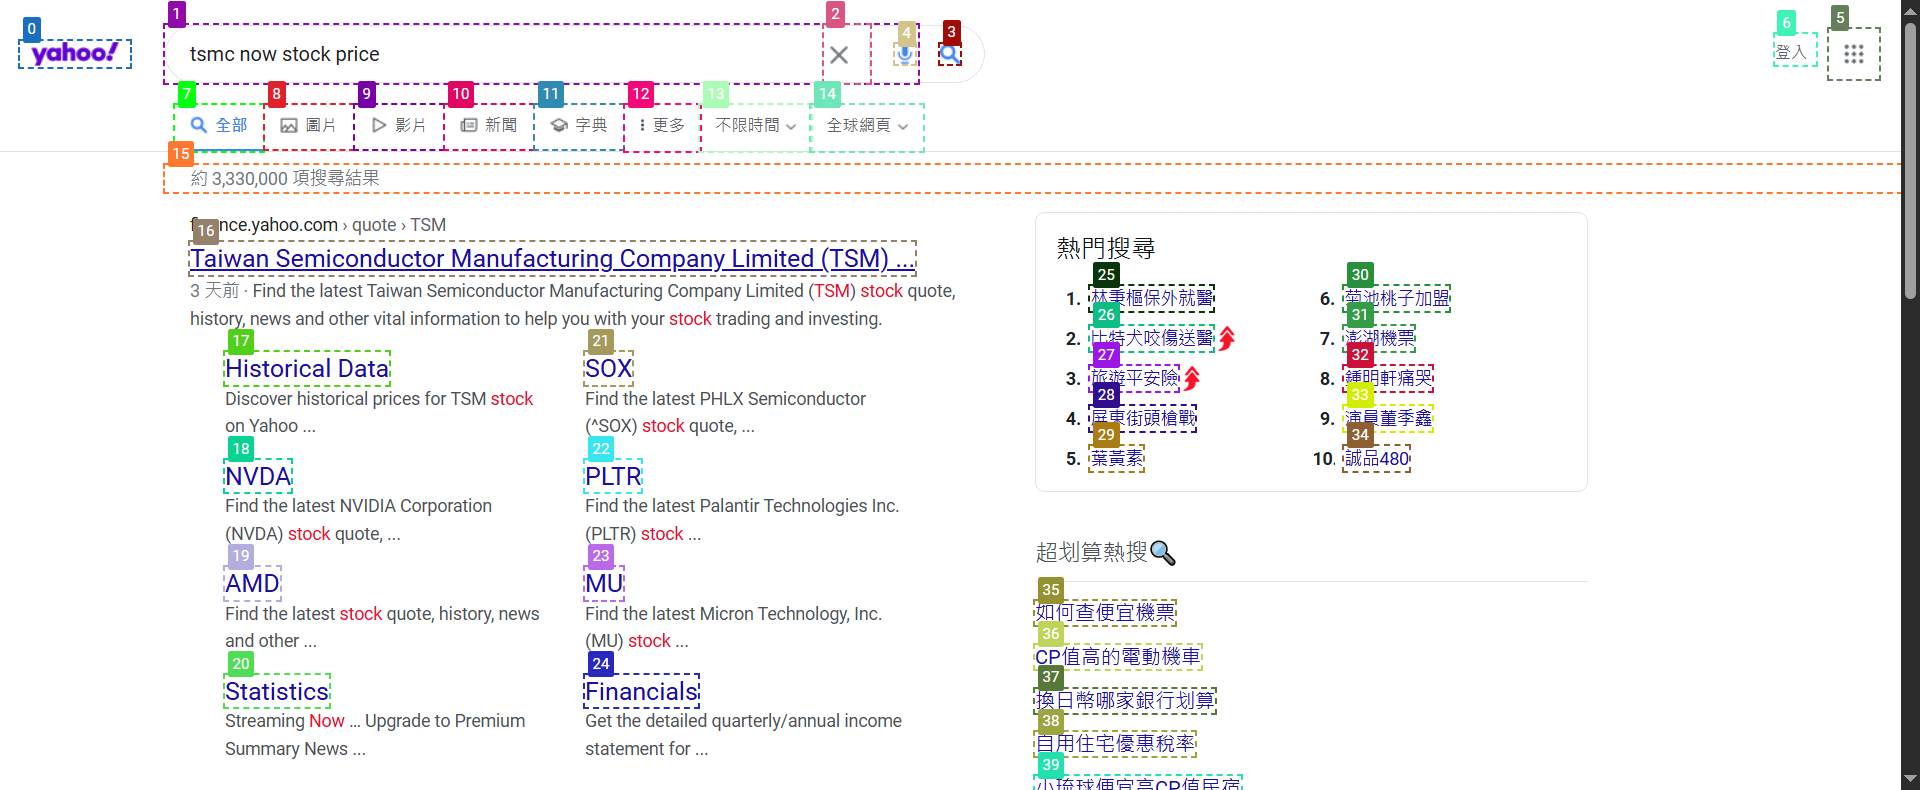 0
1
2
3
4
5
6
yahoo!
tsmc now stock price
登入
7
8
9
10
11
12
13
14
全部
圖片
影片
新聞
字典
更多
不限時間
全球網頁
15
約 3,330,000 項搜尋結果
nce.yahoo.com › quote › TSM
16
Taiwan Semiconductor Manufacturing Company Limited (TSM) ...
3 天前 · Find the latest Taiwan Semiconductor Manufacturing Company Limited (TSM) stock quote,
history, news and other vital information to help you with your stock trading and investing.
17
Historical Data
Discover historical prices for TSM stock
on Yahoo ...
18
NVDA
Find the latest NVIDIA Corporation
(NVDA) stock quote, ...
19
AMD
Find the latest stock quote, history, news
and other ...
20
Statistics
Streaming Now ... Upgrade to Premium
Summary News ...
21
SOX
Find the latest PHLX Semiconductor
(^SOX) stock quote, ...
22
PLTR
Find the latest Palantir Technologies Inc.
(PLTR) stock ...
23
MU
Find the latest Micron Technology, Inc.
(MU) stock ...
24
Financials
Get the detailed quarterly/annual income
statement for ...
熱門搜尋
25
1. 林秉樞保外就醫
26
2. 比特犬咬傷送醫
27
3. 旅遊平安險
28
4. 屏東街頭槍戰
29
5. 葉黃素
30
6. 菊池桃子加盟
31
7. 澎湖機票
32
8. 鍾明軒痛哭
33
9. 演員董季鑫
34
10. 誠品480
超划算熱搜
35
如何查便宜機票
36
CP值高的電動機車
37
換日幣哪家銀行划算
38
自用住宅優惠稅率
39
小琉球便宜高CP值民宿